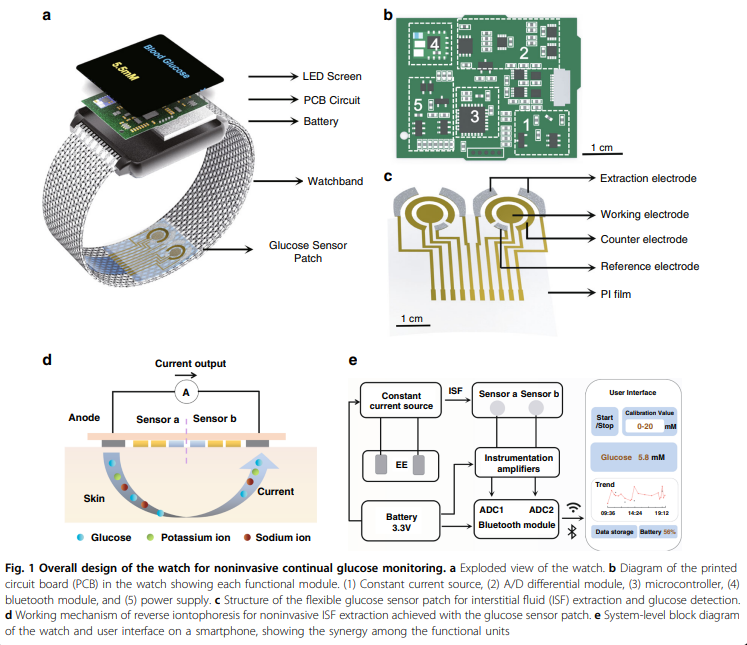 a
Blood Glucose
5.5mM
LED Screen
PCB Circuit
Battery
Watchband
Glucose Sensor
Patch
b
4
2
5
3
1
1 cm
c
Extraction electrode
Working electrode
Counter electrode
Reference electrode
PI film
1 cm
d
Current output
A
Anode
Sensor a
Sensor b
Skin
Current
Glucose
Potassium ion
Sodium ion
e
Constant
current source
ISF
Sensor a Sensor b
EE
Instrumentation
amplifiers
Battery
3.3V
ADC1 ADC2
Bluetooth module
User Interface
Start
/Stop
Calibration Value
0-20 mM
Glucose 5.8 mM
Trend
09:36 14:24 19:12
Data storage
Battery 56%
Fig. 1 Overall design of the watch for noninvasive continual glucose monitoring. a Exploded view of the watch. b Diagram of the printed
circuit board (PCB) in the watch showing each functional module. (1) Constant current source, (2) A/D differential module, (3) microcontroller, (4)
bluetooth module, and (5) power supply. c Structure of the flexible glucose sensor patch for interstitial fluid (ISF) extraction and glucose detection.
d Working mechanism of reverse iontophoresis for noninvasive ISF extraction achieved with the glucose sensor patch. e System-level block diagram
of the watch and user interface on a smartphone, showing the synergy among the functional units